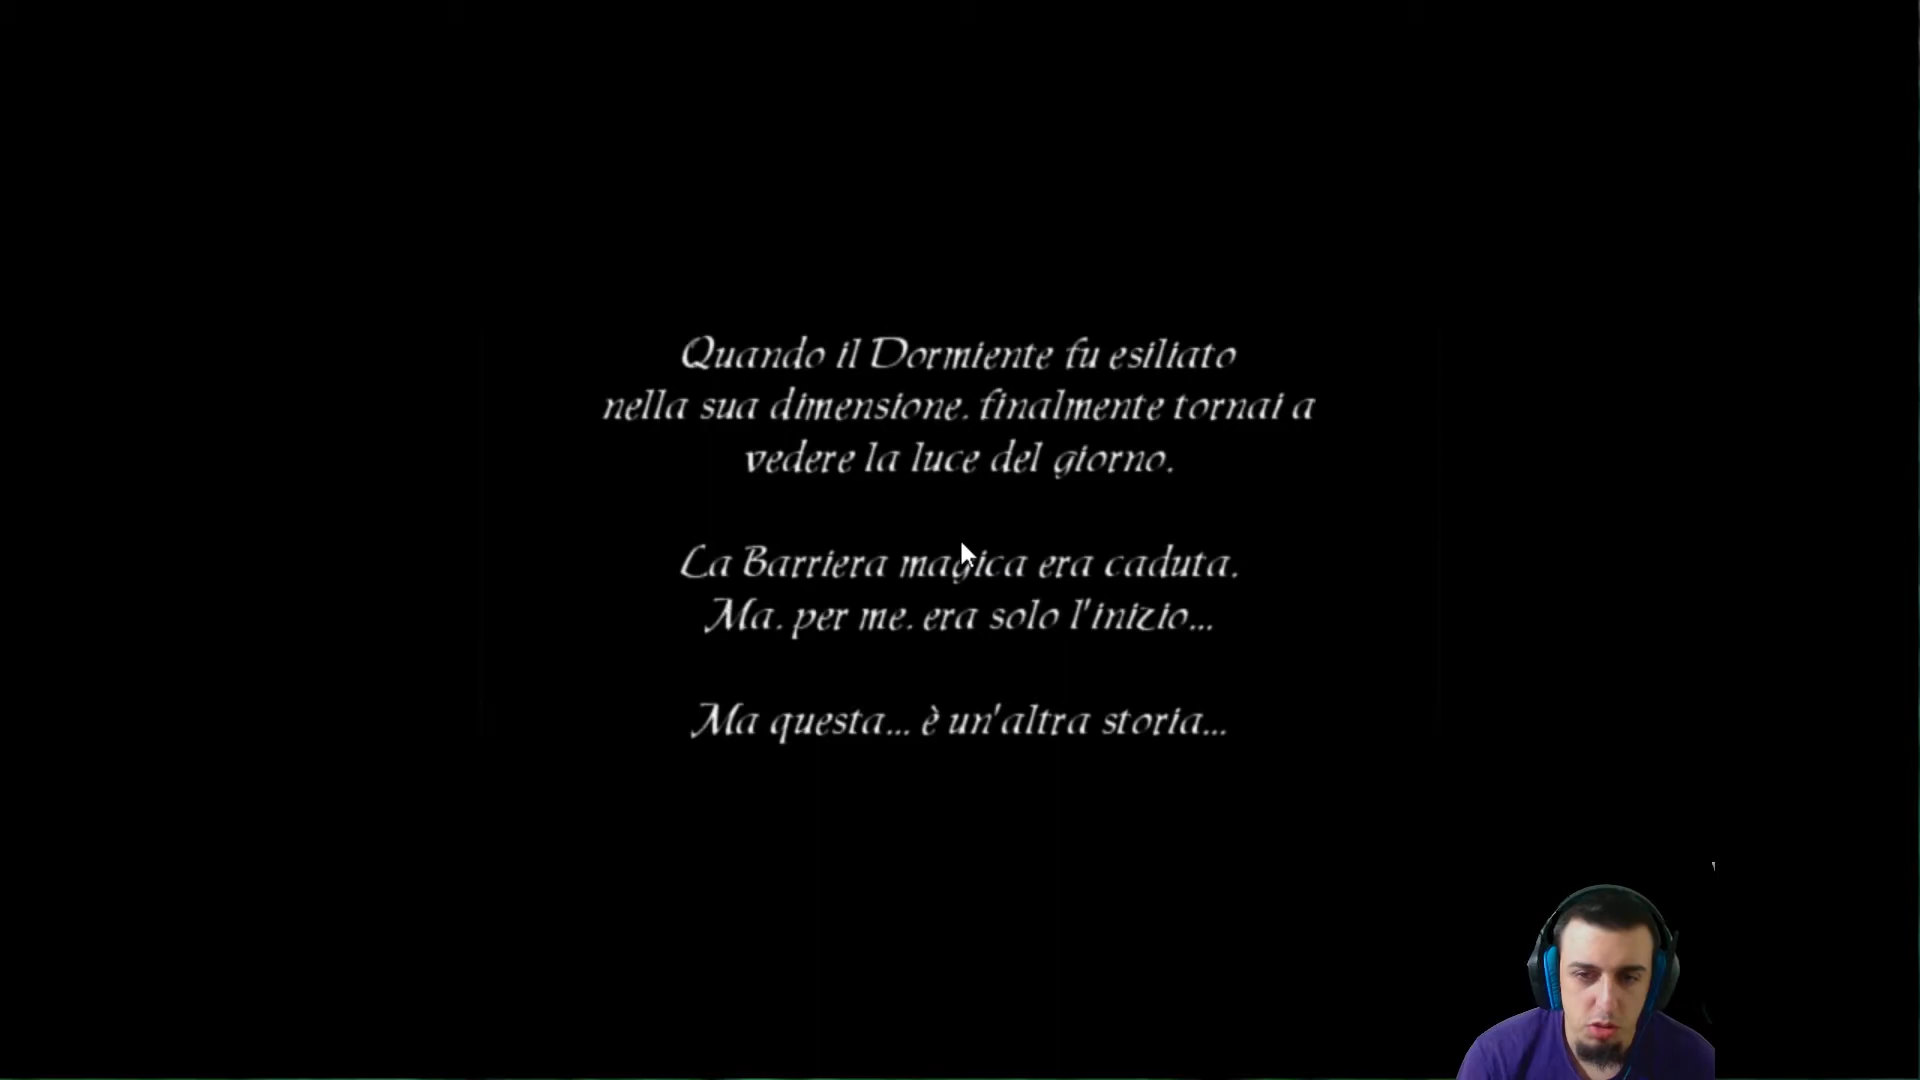 Quando il Dormiente fu esiliato
nella sua dimensione, finalmente tornai a
vedere la luce del giorno.
La Barriera magica era caduta.
Ma, per me, era solo l'inizio...
Ma questa... è un'altra storia...